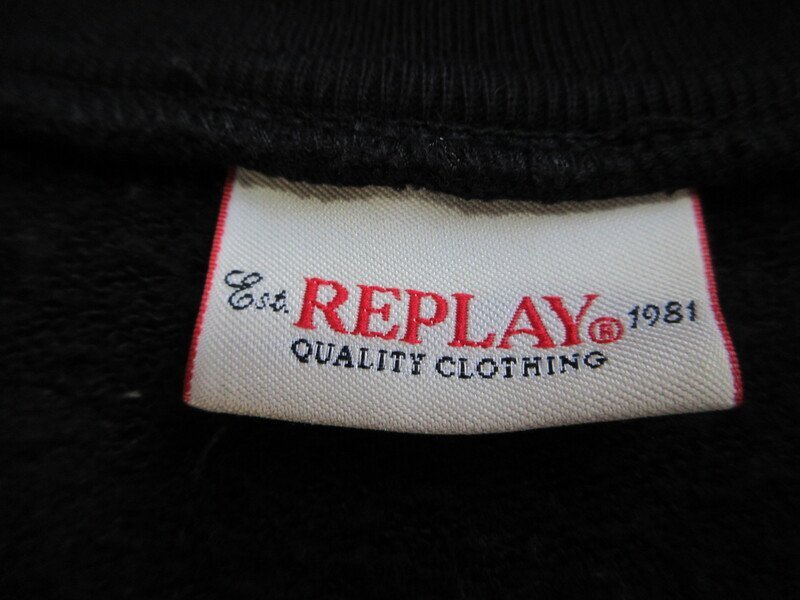 Est. REPLAY® 1981
QUALITY CLOTHING